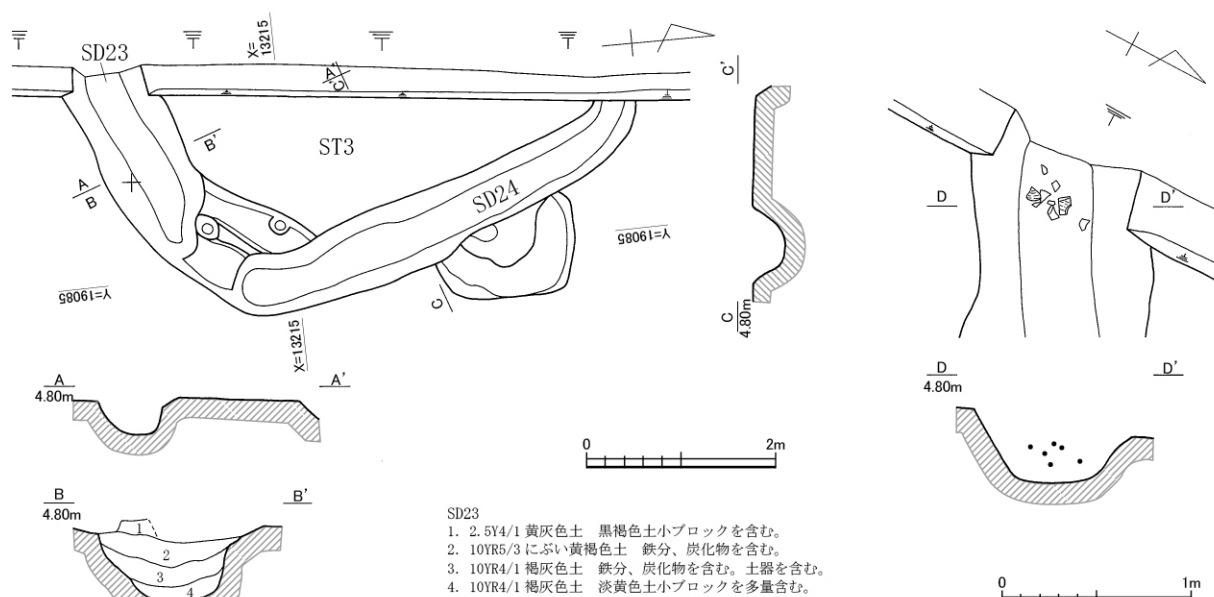 SD23
X=
13215
A'
C'
B'
ST3
A
B
SD24
C
Y=19085
Y=19085
X=13215
C'
C
4.80m
D
D'
A
A'
4.80m
B
B'
4.80m
1
2
3
4
0
2m
SD23
1. 2.5Y4/1 黄灰色土　黒褐色土小ブロックを含む。
2. 10YR5/3 にぶい黄褐色土　鉄分、炭化物を含む。
3. 10YR4/1 褐灰色土　鉄分、炭化物を含む。土器を含む。
4. 10YR4/1 褐灰色土　淡黄色土小ブロックを多量含む。
D
D'
4.80m
0
1m